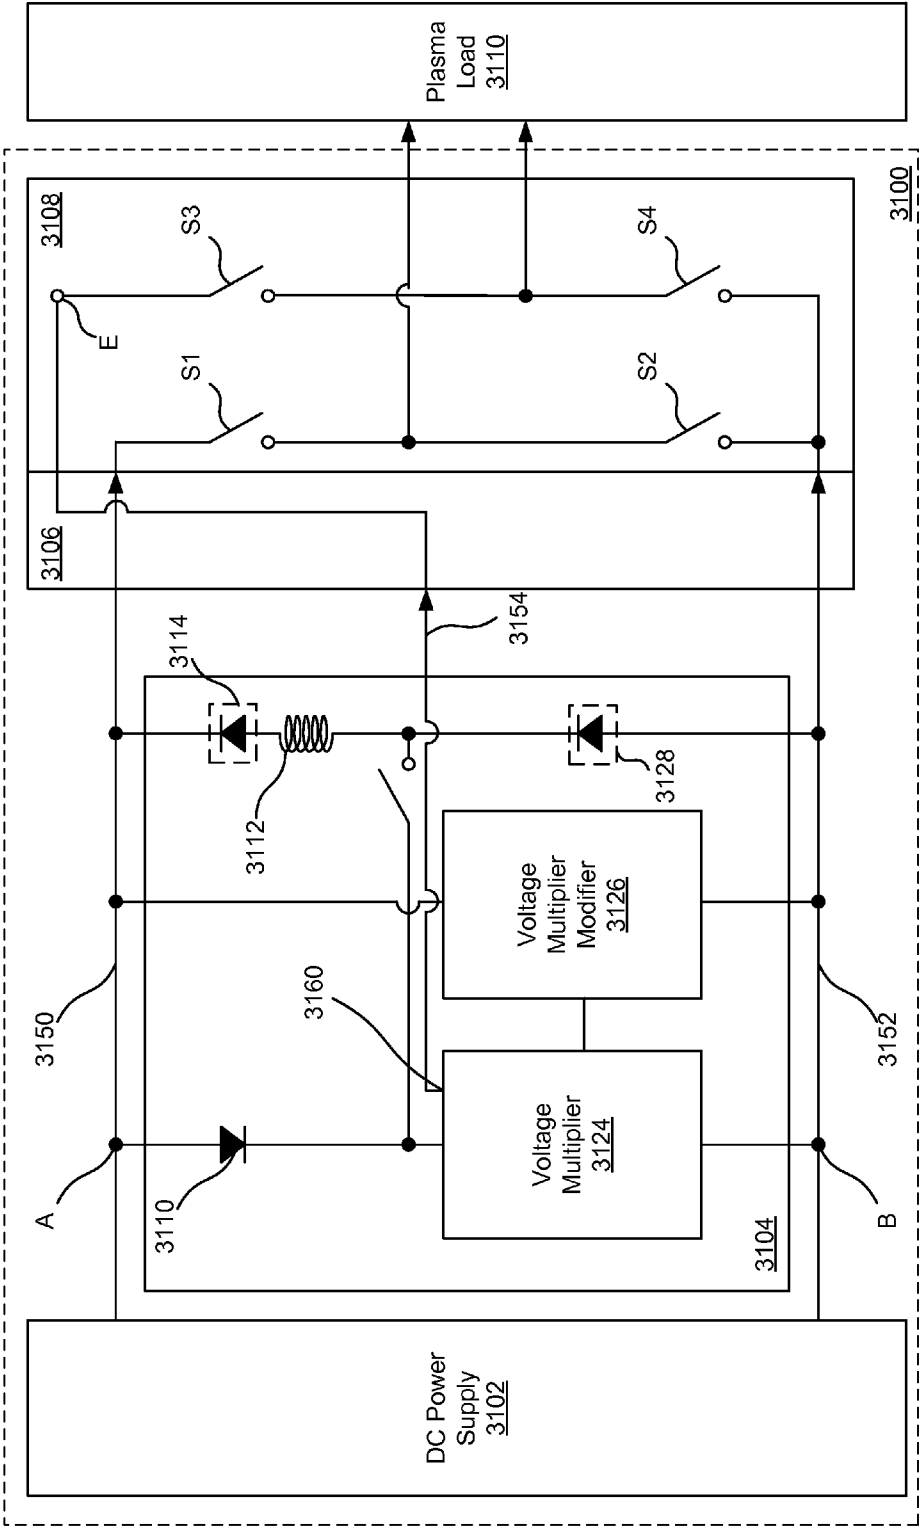 DC Power
Supply
3102
A
B
3150
3152
3110
3104
Voltage
Multiplier
3124
3160
Voltage
Multiplier
Modifier
3126
3112
3114
3128
3154
3106
3108
E
S1
S2
S3
S4
3100
Plasma
Load
3110